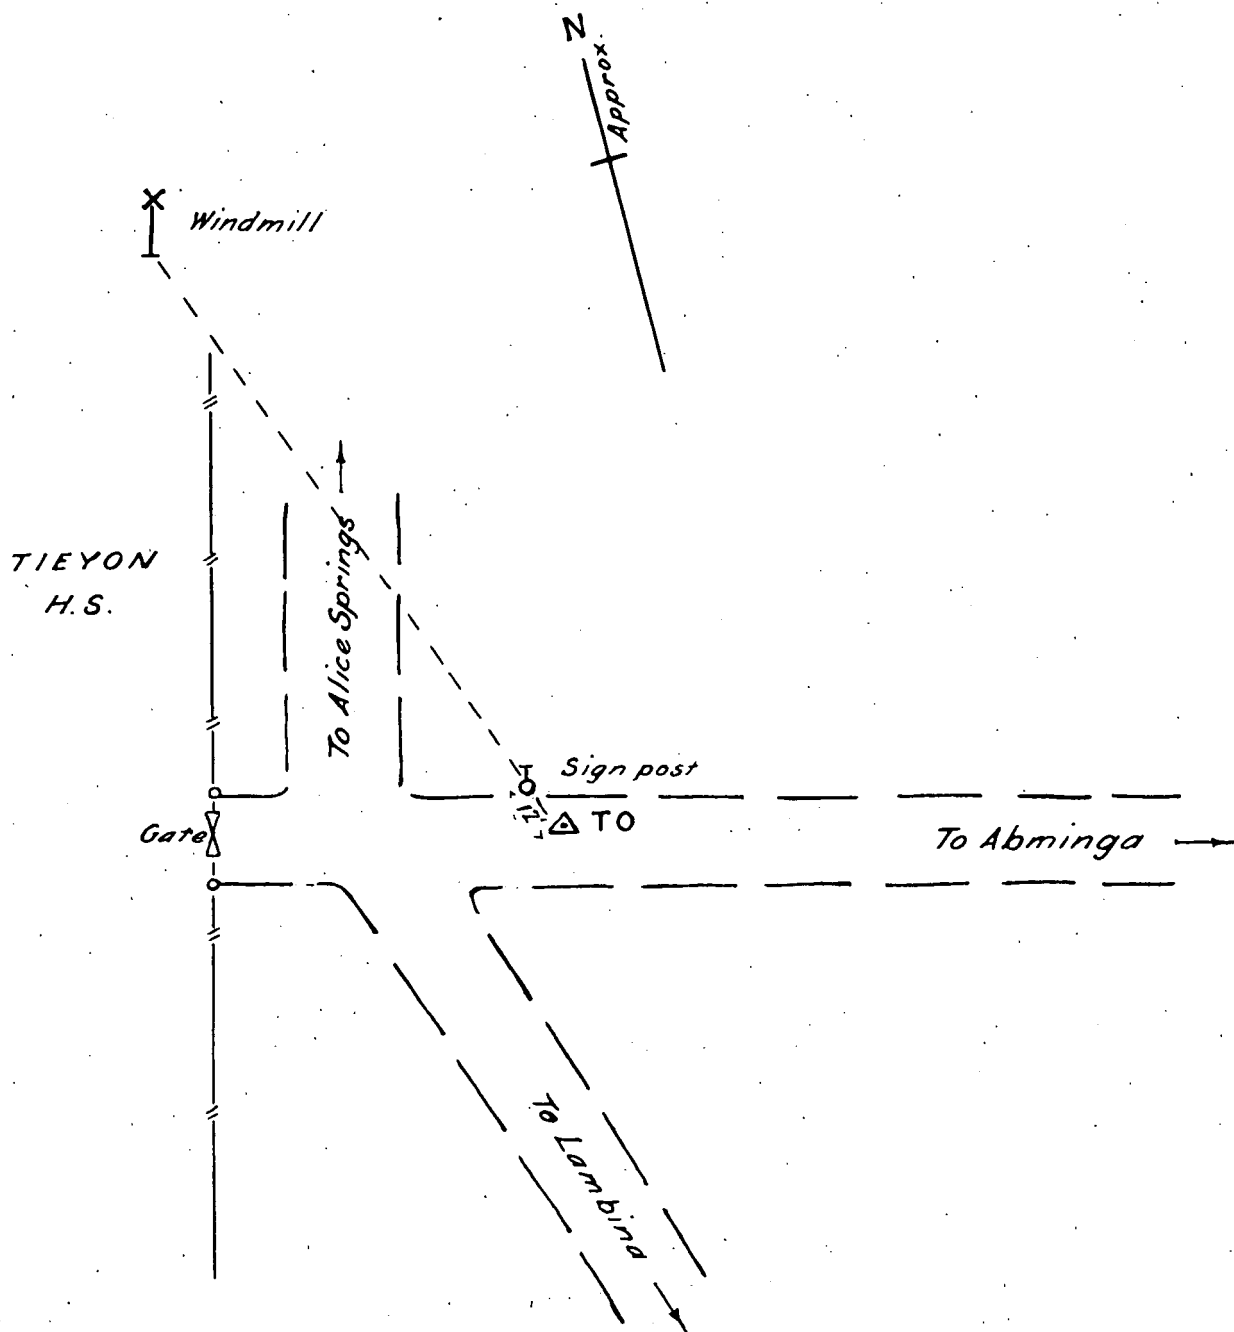 N
Approx.
Windmill
TIEYON
H.S.
To Alice Springs
Sign post
TO
Gate
To Abminga
To Lambina